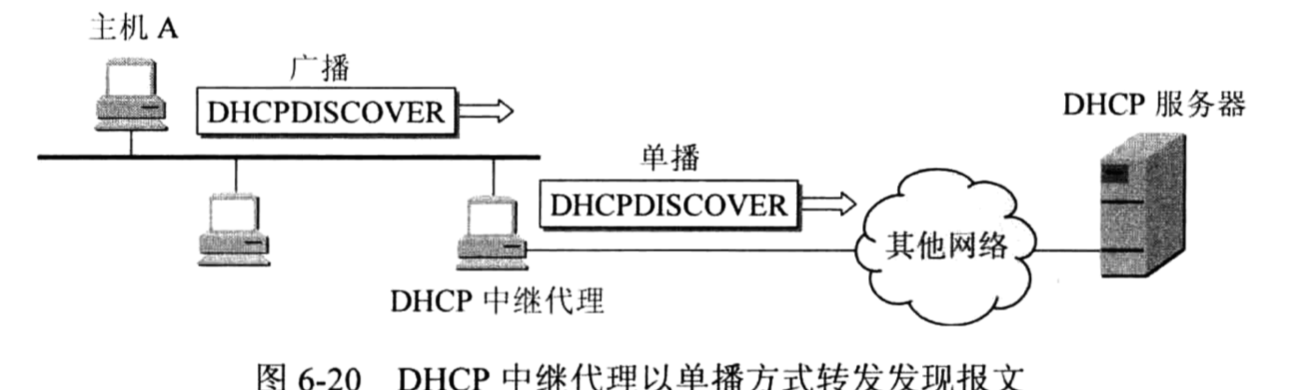 主机 A
广播
DHCPDISCOVER
DHCP 服务器
单播
DHCPDISCOVER
其他网络
DHCP 中继代理
图 6-20 DHCP 中继代理以单播方式转发发现报文